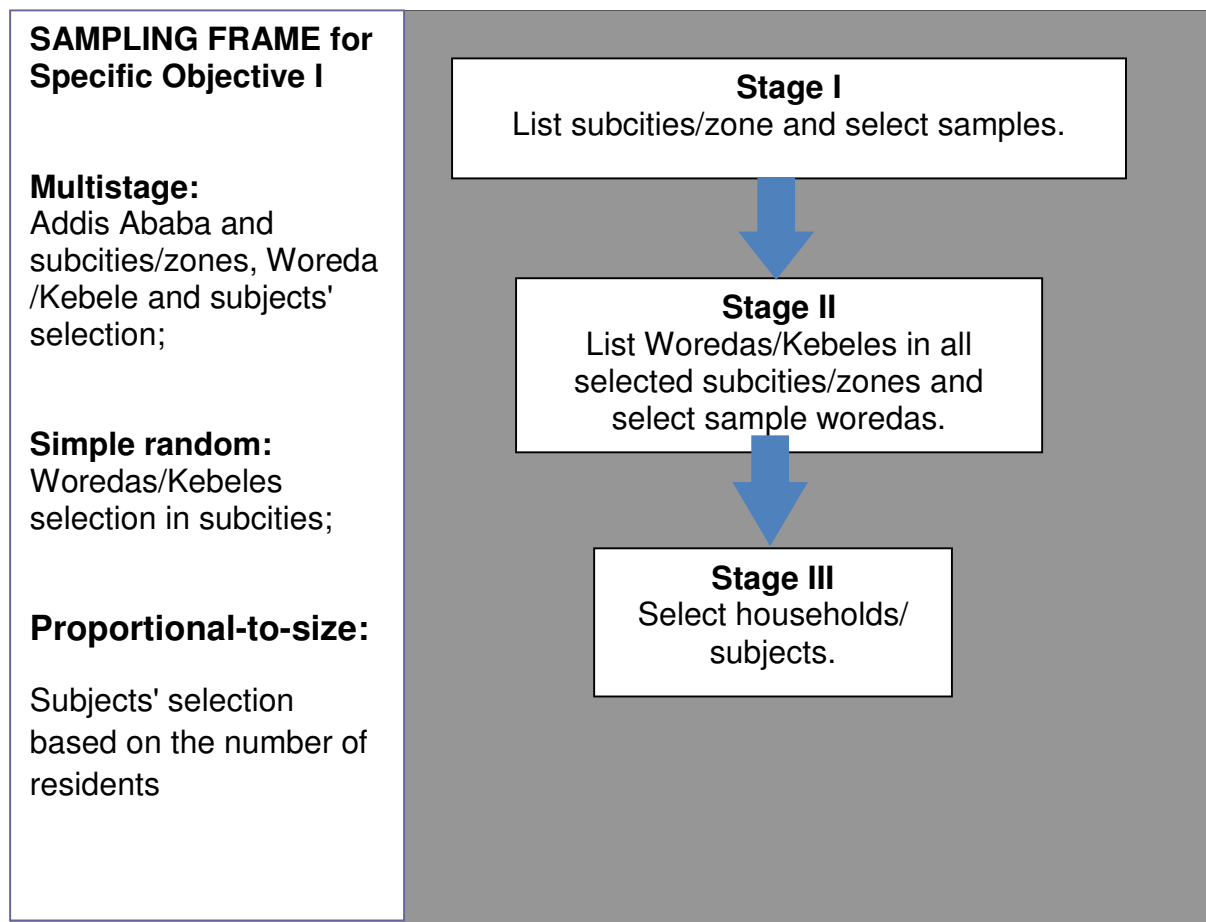 SAMPLING FRAME for
Specific Objective I
Multistage:
Addis Ababa and
subcities/zones, Woreda
/Kebele and subjects'
selection;
Simple random:
Woredas/Kebeles
selection in subcities;
Proportional-to-size:
Subjects' selection
based on the number of
residents
Stage I
List subcities/zone and select samples.
Stage II
List Woredas/Kebeles in all
selected subcities/zones and
select sample woredas.
Stage III
Select households/
subjects.